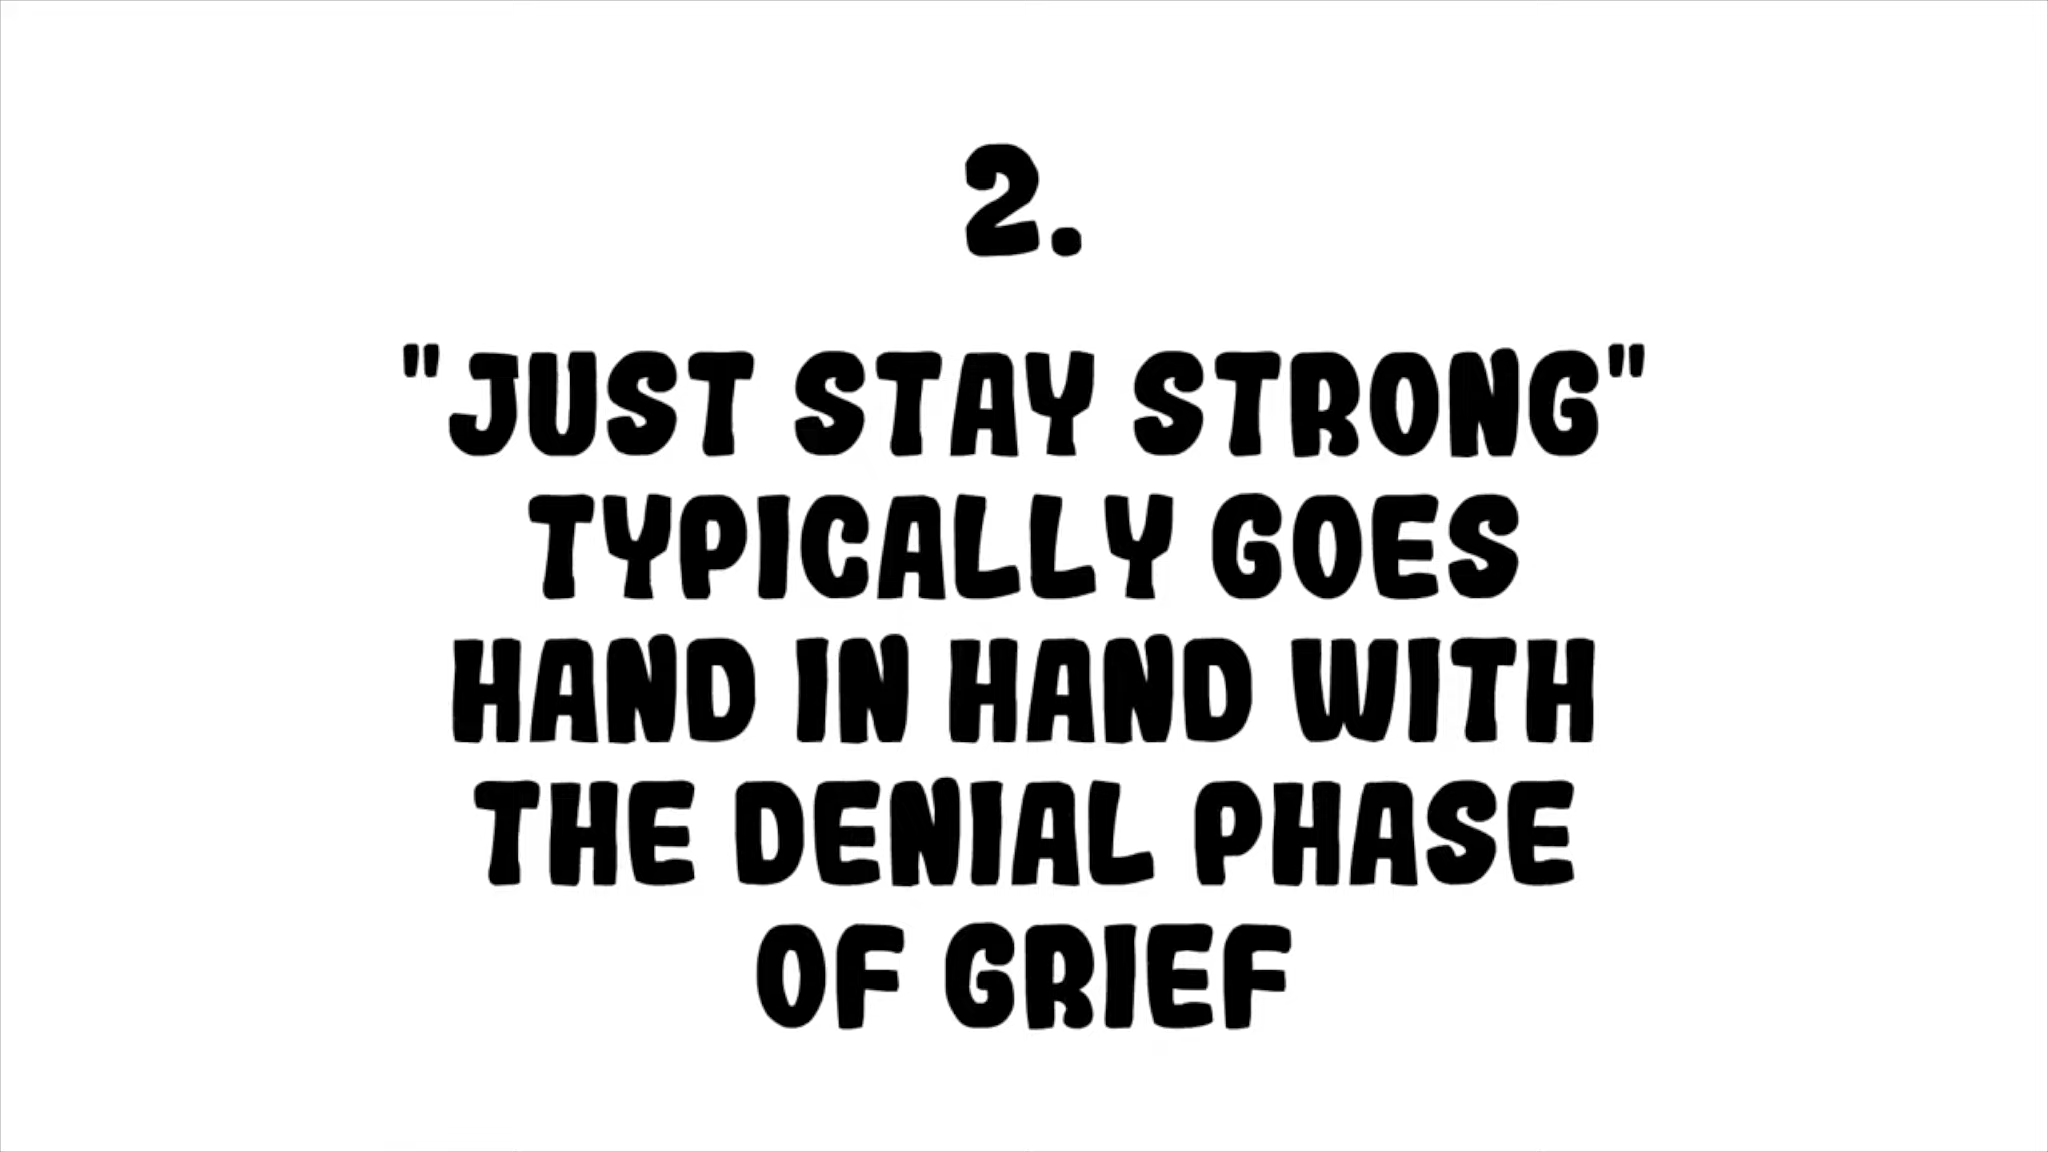 2.
"JUST STAY STRONG"
TYPICALLY GOES
HAND IN HAND WITH
THE DENIAL PHASE
OF GRIEF